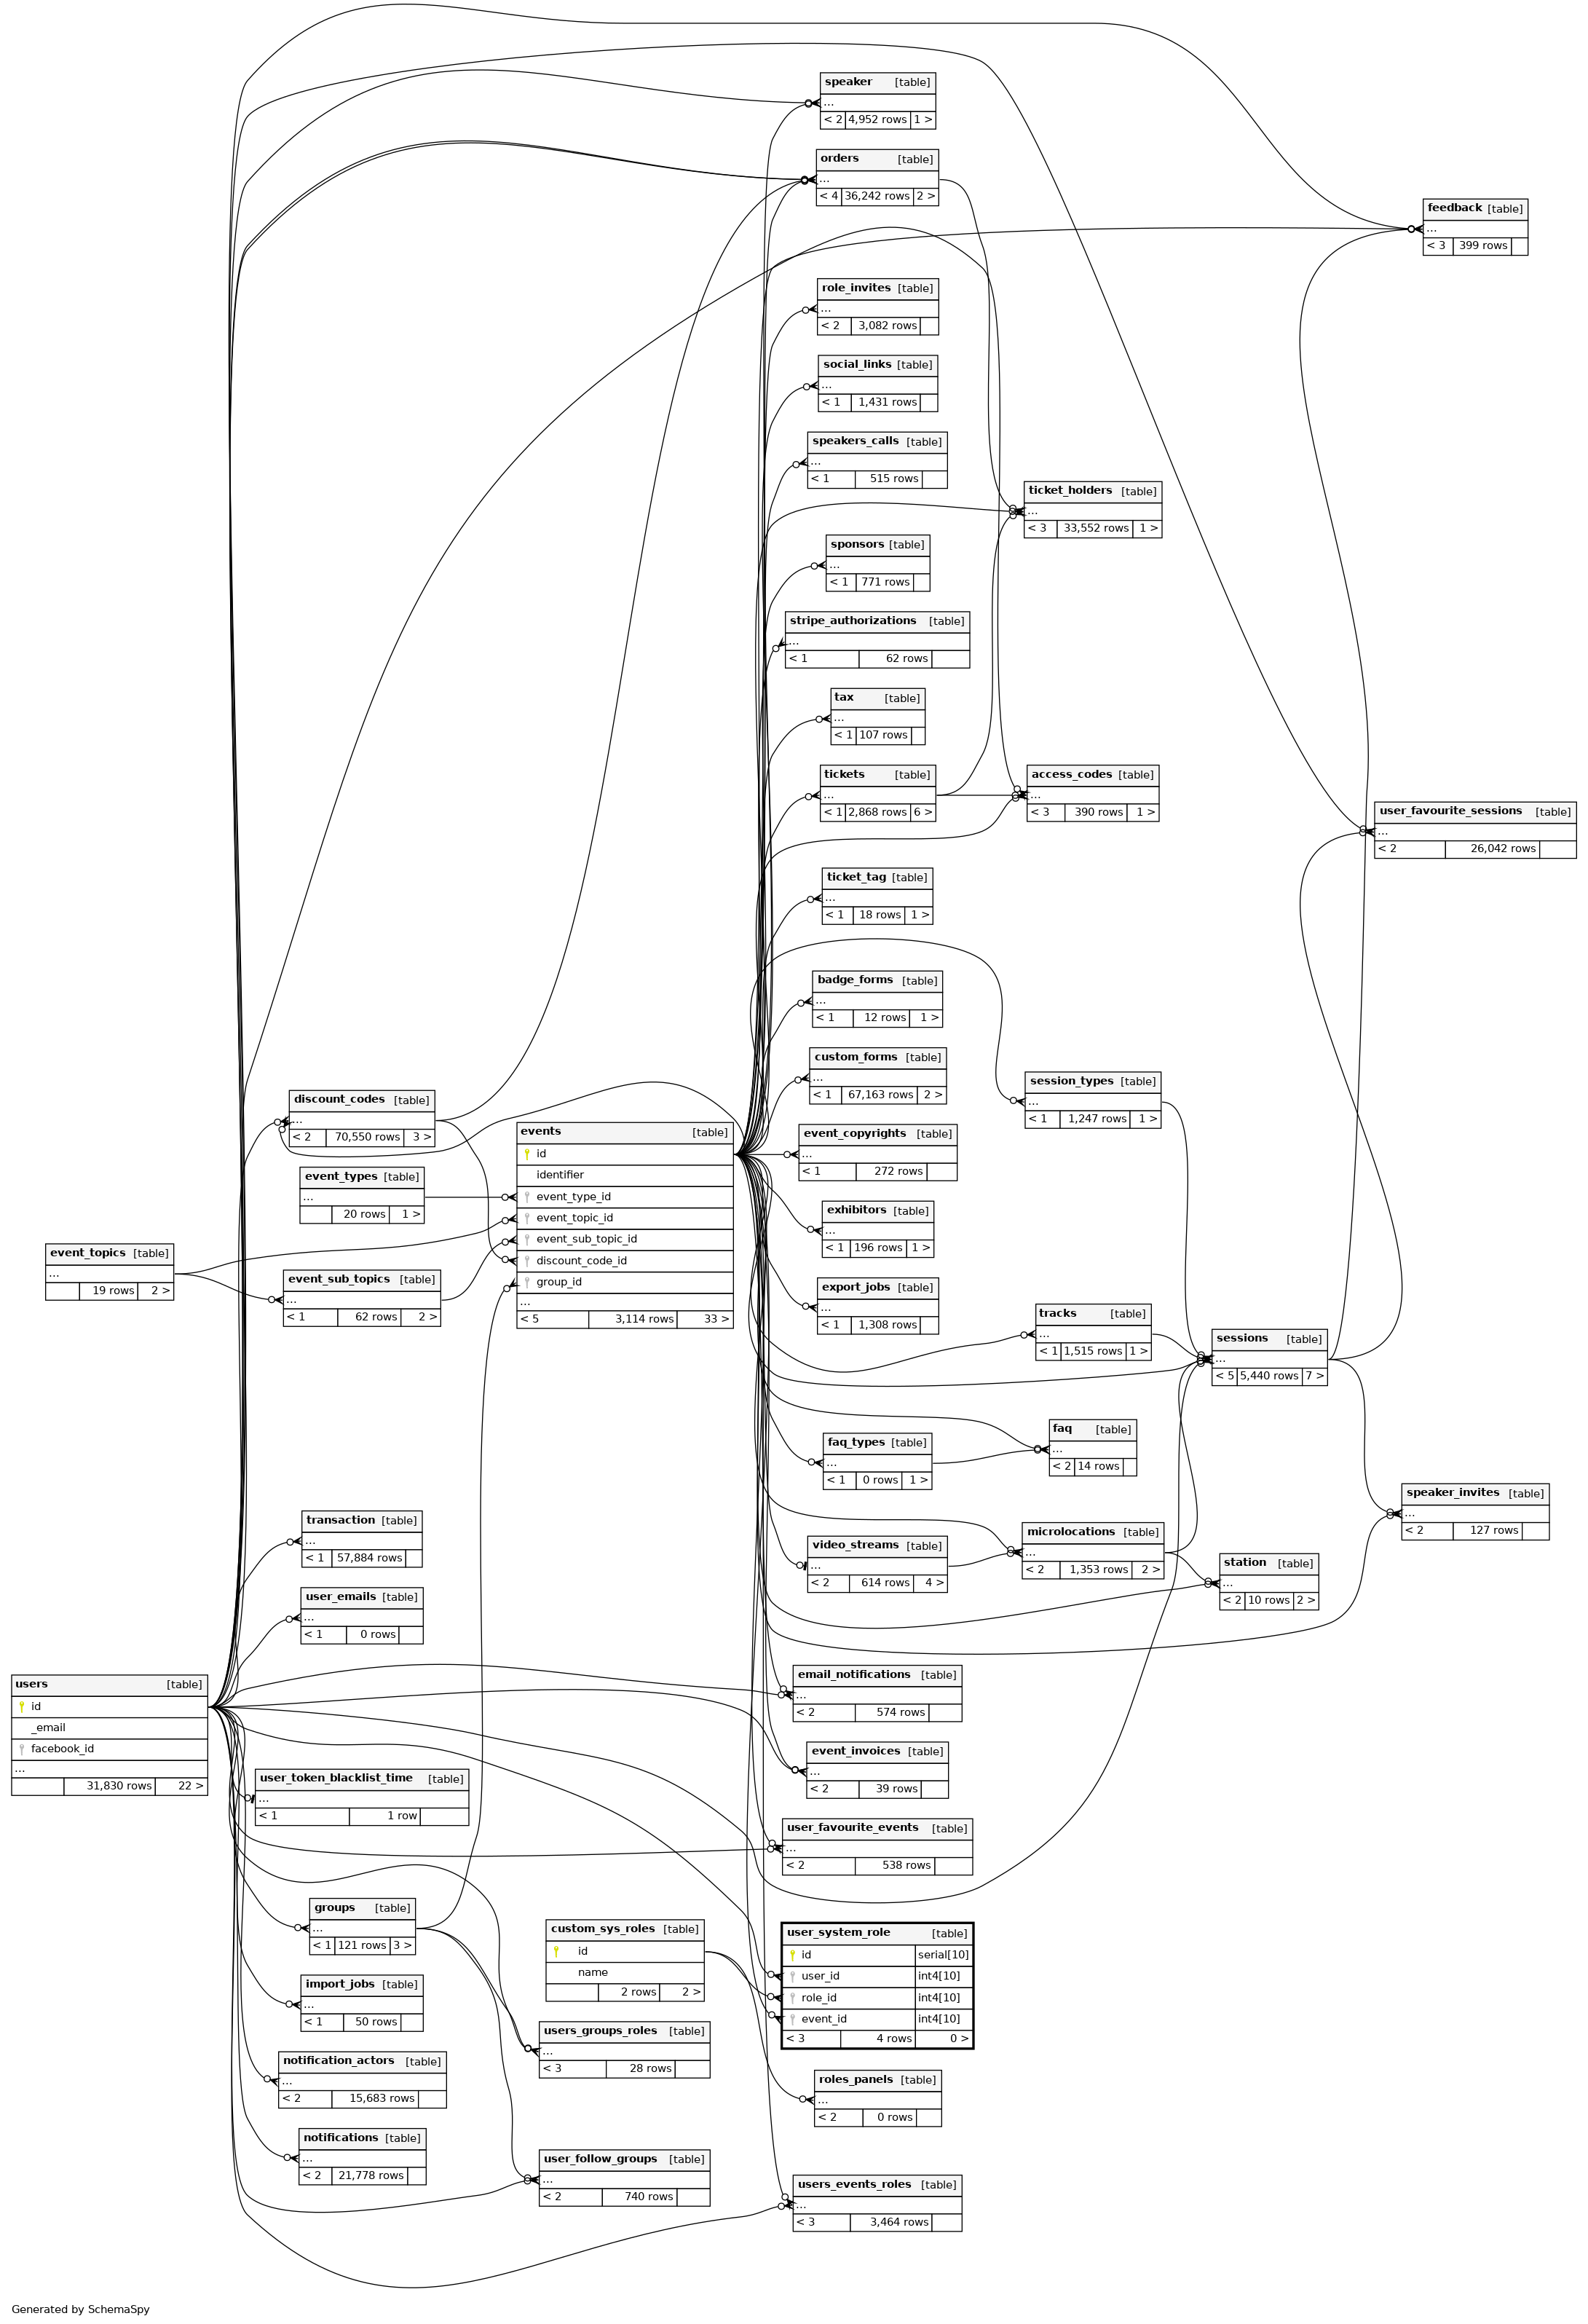 speaker [table]
...
< 2 4,952 rows 1 >
orders [table]
...
< 4 36,242 rows 2 >
feedback [table]
...
< 3 399 rows
role_invites [table]
...
< 2 3,082 rows
social_links [table]
...
< 1 1,431 rows
speakers_calls [table]
...
< 1 515 rows
ticket_holders [table]
...
< 3 33,552 rows 1 >
sponsors [table]
...
< 1 771 rows
stripe_authorizations [table]
...
< 1 62 rows
tax [table]
...
< 1 107 rows
tickets [table]
...
< 1 2,868 rows 6 >
access_codes [table]
...
< 3 390 rows 1 >
user_favourite_sessions [table]
...
< 2 26,042 rows
ticket_tag [table]
...
< 1 18 rows 1 >
badge_forms [table]
...
< 1 12 rows 1 >
custom_forms [table]
...
< 1 67,163 rows 2 >
session_types [table]
...
< 1 1,247 rows 1 >
discount_codes [table]
...
< 2 70,550 rows 3 >
events [table]
id
identifier
event_type_id
event_topic_id
event_sub_topic_id
discount_code_id
group_id
...
< 5 3,114 rows 33 >
event_copyrights [table]
...
< 1 272 rows
event_types [table]
...
20 rows 1 >
exhibitors [table]
...
< 1 196 rows 1 >
event_topics [table]
...
19 rows 2 >
event_sub_topics [table]
...
< 1 62 rows 2 >
export_jobs [table]
...
< 1 1,308 rows
tracks [table]
...
< 1 1,515 rows 1 >
sessions [table]
...
< 5 5,440 rows 7 >
faq [table]
...
< 2 14 rows
faq_types [table]
...
< 1 0 rows 1 >
speaker_invites [table]
...
< 2 127 rows
transaction [table]
...
< 1 57,884 rows
microlocations [table]
...
< 2 1,353 rows 2 >
video_streams [table]
...
< 2 614 rows 4 >
station [table]
...
< 2 10 rows 2 >
user_emails [table]
...
< 1 0 rows
users [table]
id
_email
facebook_id
...
31,830 rows 22 >
email_notifications [table]
...
< 2 574 rows
event_invoices [table]
...
< 2 39 rows
user_token_blacklist_time [table]
...
< 1 1 row
user_favourite_events [table]
...
< 2 538 rows
groups [table]
...
< 1 121 rows 3 >
custom_sys_roles [table]
id
name
2 rows 2 >
user_system_role [table]
id serial[10]
user_id int4[10]
role_id int4[10]
event_id int4[10]
< 3 4 rows 0 >
import_jobs [table]
...
< 1 50 rows
users_groups_roles [table]
...
< 3 28 rows
notification_actors [table]
...
< 2 15,683 rows
roles_panels [table]
...
< 2 0 rows
notifications [table]
...
< 2 21,778 rows
user_follow_groups [table]
...
< 2 740 rows
users_events_roles [table]
...
< 3 3,464 rows
Generated by SchemaSpy